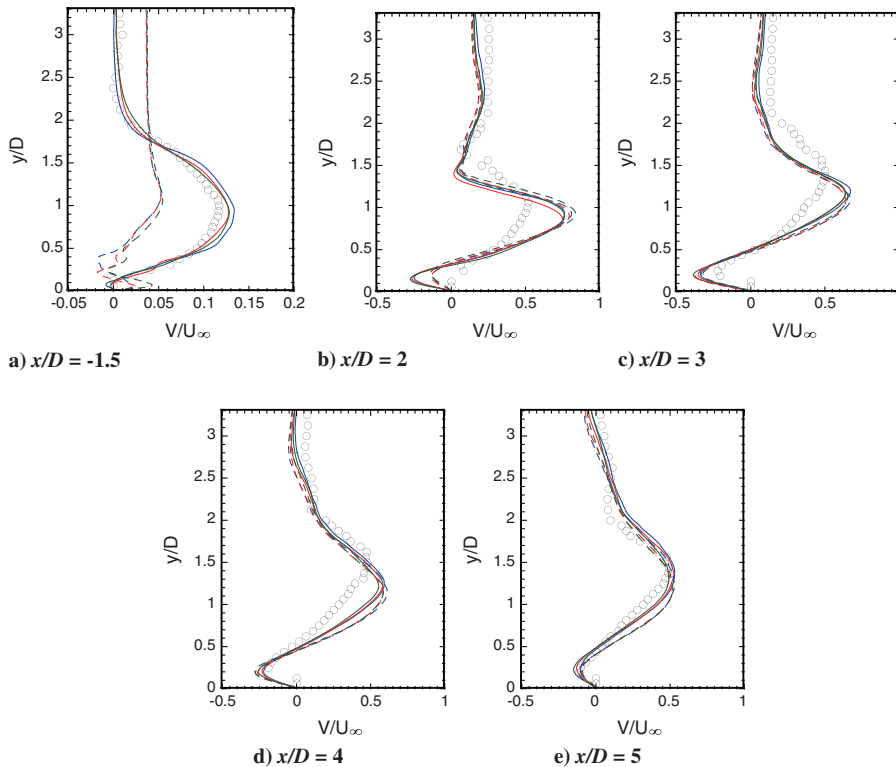 y/D
3
2.5
2
1.5
1
0.5
0
-0.05 0 0.05 0.1 0.15 0.2
V/U∞
a) x/D = -1.5
y/D
3
2.5
2
1.5
1
0.5
0
-0.5 0 0.5 1
V/U∞
b) x/D = 2
y/D
3
2.5
2
1.5
1
0.5
0
-0.5 0 0.5
V/U∞
c) x/D = 3
y/D
3
2.5
2
1.5
1
0.5
0
-0.5 0 0.5 1
V/U∞
d) x/D = 4
y/D
3
2.5
2
1.5
1
0.5
0
-0.5 0 0.5 1
V/U∞
e) x/D = 5